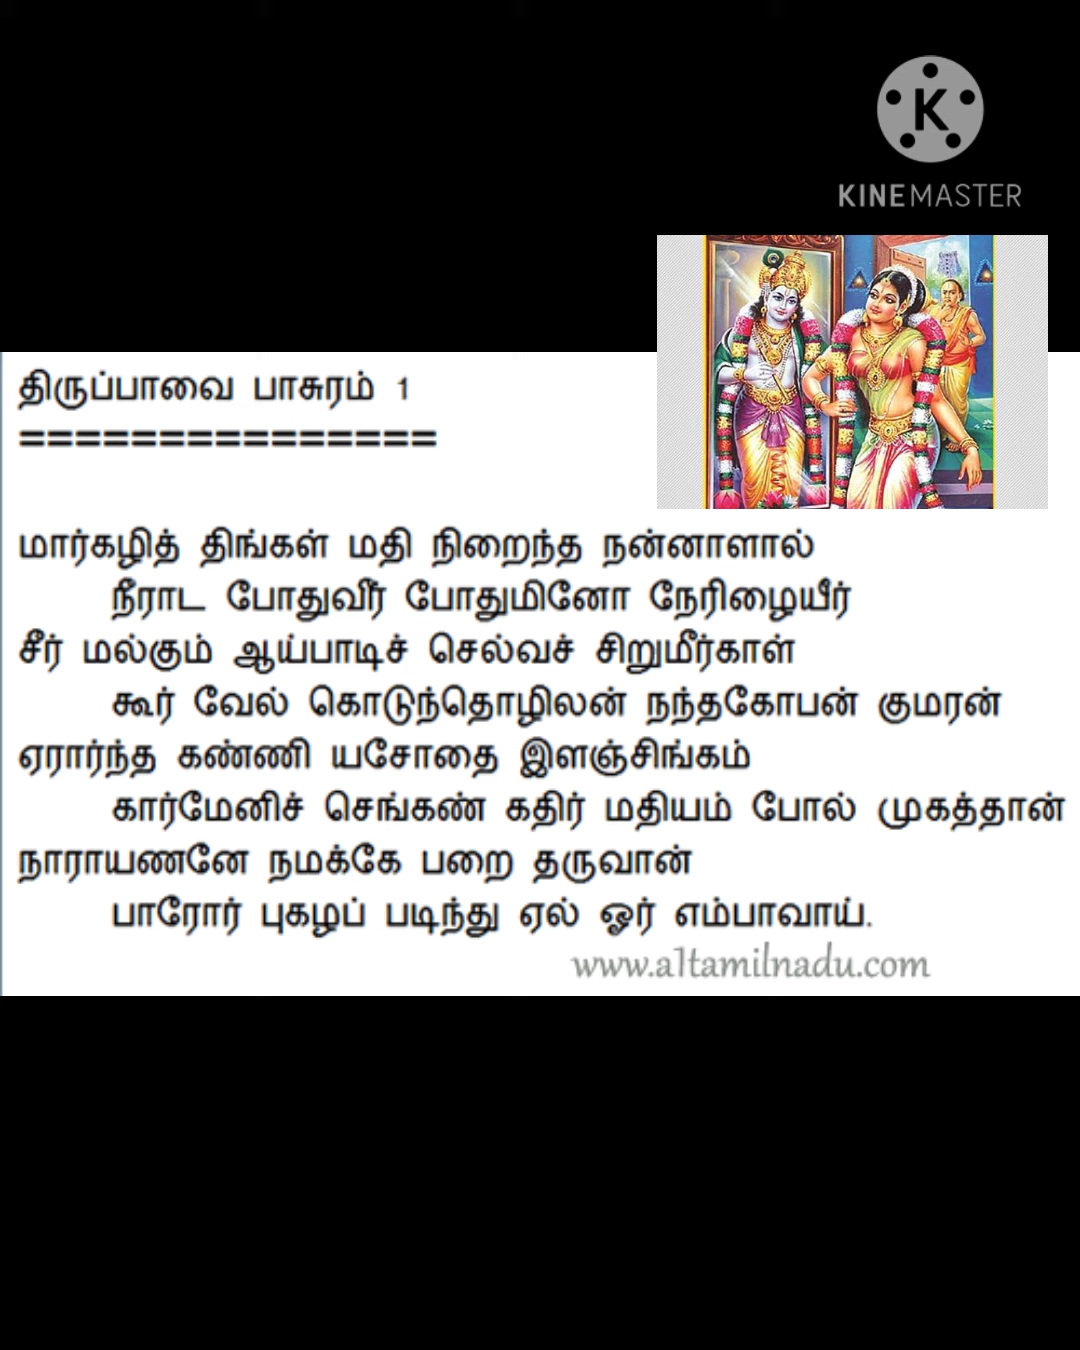 K
KINEMASTER
திருப்பாவை பாசுரம் 1
===============
மார்கழித் திங்கள் மதி நிறைந்த நன்னாளால்
நீராட போதுவீர் போதுமினோ நேரிழையீர்
சீர் மல்கும் ஆய்பாடிச் செல்வச் சிறுமீர்காள்
கூர் வேல் கொடுந்தொழிலன் நந்தகோபன் குமரன்
ஏரார்ந்த கண்ணி யசோதை இளஞ்சிங்கம்
கார்மேனிச் செங்கண் கதிர் மதியம் போல் முகத்தான்
நாராயணனே நமக்கே பறை தருவான்
பாரோர் புகழப் படிந்து ஏல் ஓர் எம்பாவாய்.
www.a1tamilnadu.com